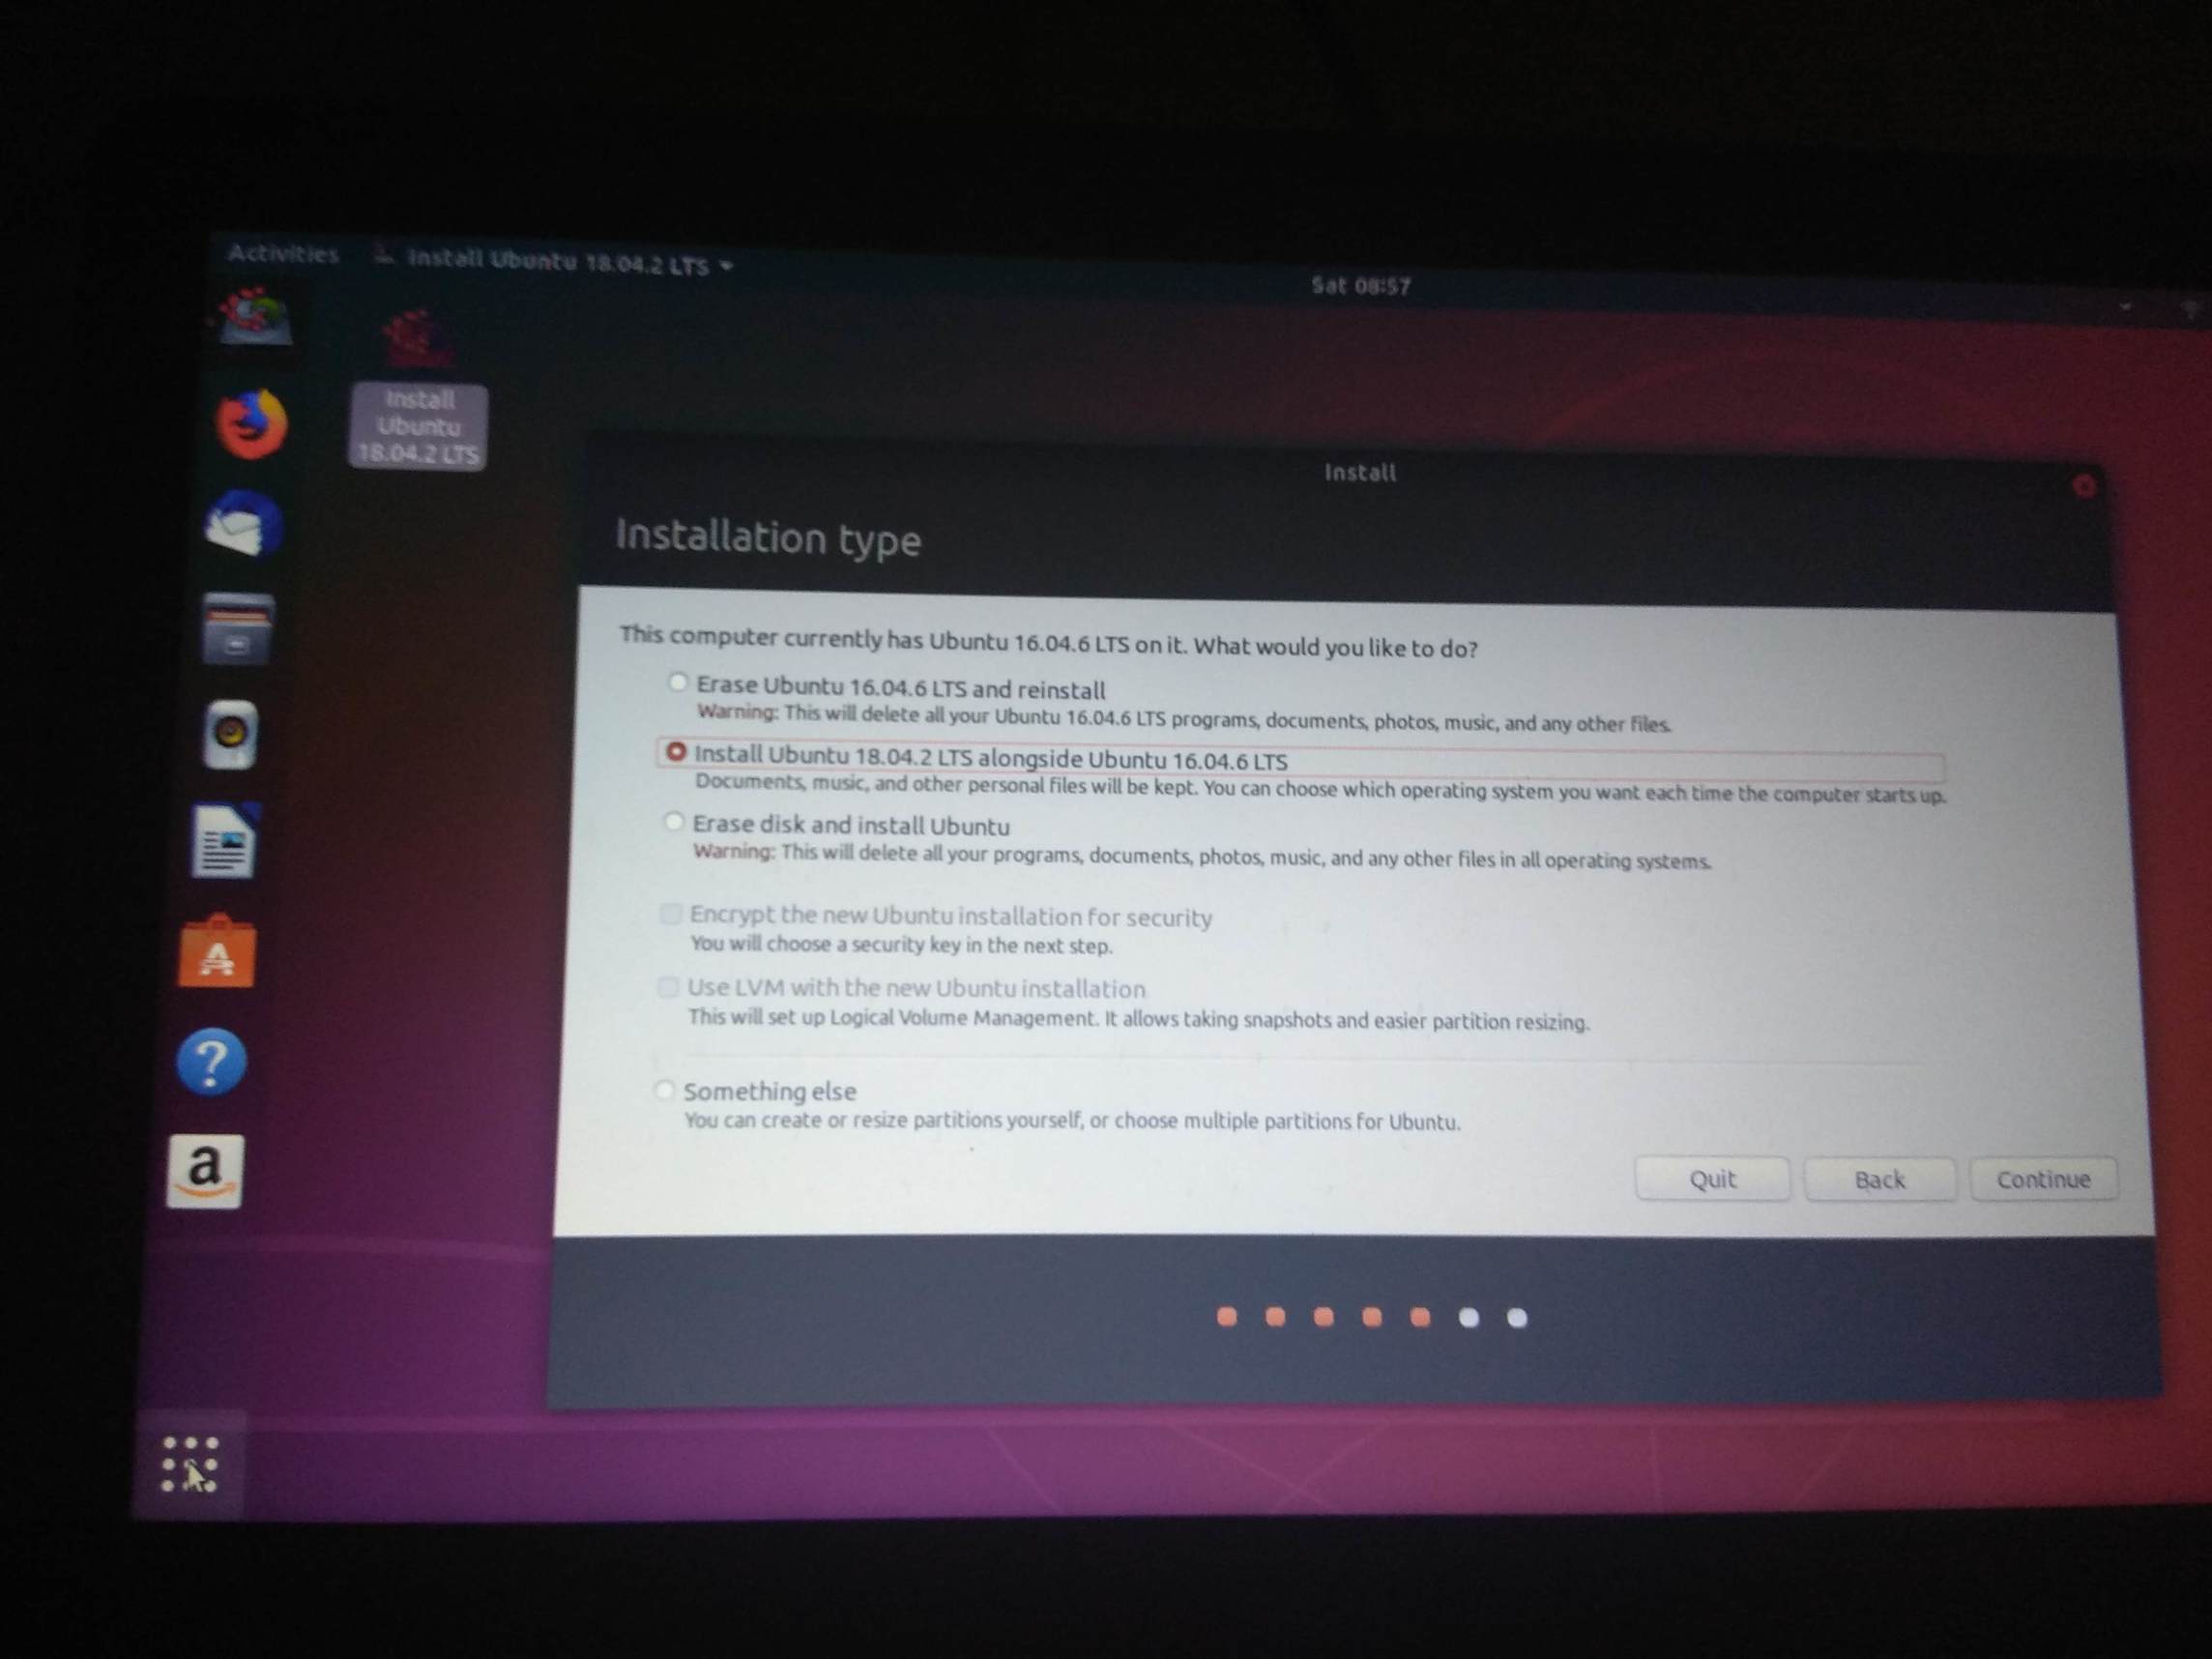 Activities
Install Ubuntu 18.04.2 LTS
Sat 08:57
Install
Ubuntu
18.04.2 LTS
Install
Installation type
This computer currently has Ubuntu 16.04.6 LTS on it. What would you like to do?
Erase Ubuntu 16.04.6 LTS and reinstall
Warning: This will delete all your Ubuntu 16.04.6 LTS programs, documents, photos, music, and any other files.
Install Ubuntu 18.04.2 LTS alongside Ubuntu 16.04.6 LTS
Documents, music, and other personal files will be kept. You can choose which operating system you want each time the computer starts up.
Erase disk and install Ubuntu
Warning: This will delete all your programs, documents, photos, music, and any other files in all operating systems.
Encrypt the new Ubuntu installation for security
You will choose a security key in the next step.
Use LVM with the new Ubuntu installation
This will set up Logical Volume Management. It allows taking snapshots and easier partition resizing.
Something else
You can create or resize partitions yourself, or choose multiple partitions for Ubuntu.
Quit
Back
Continue
A
?
a